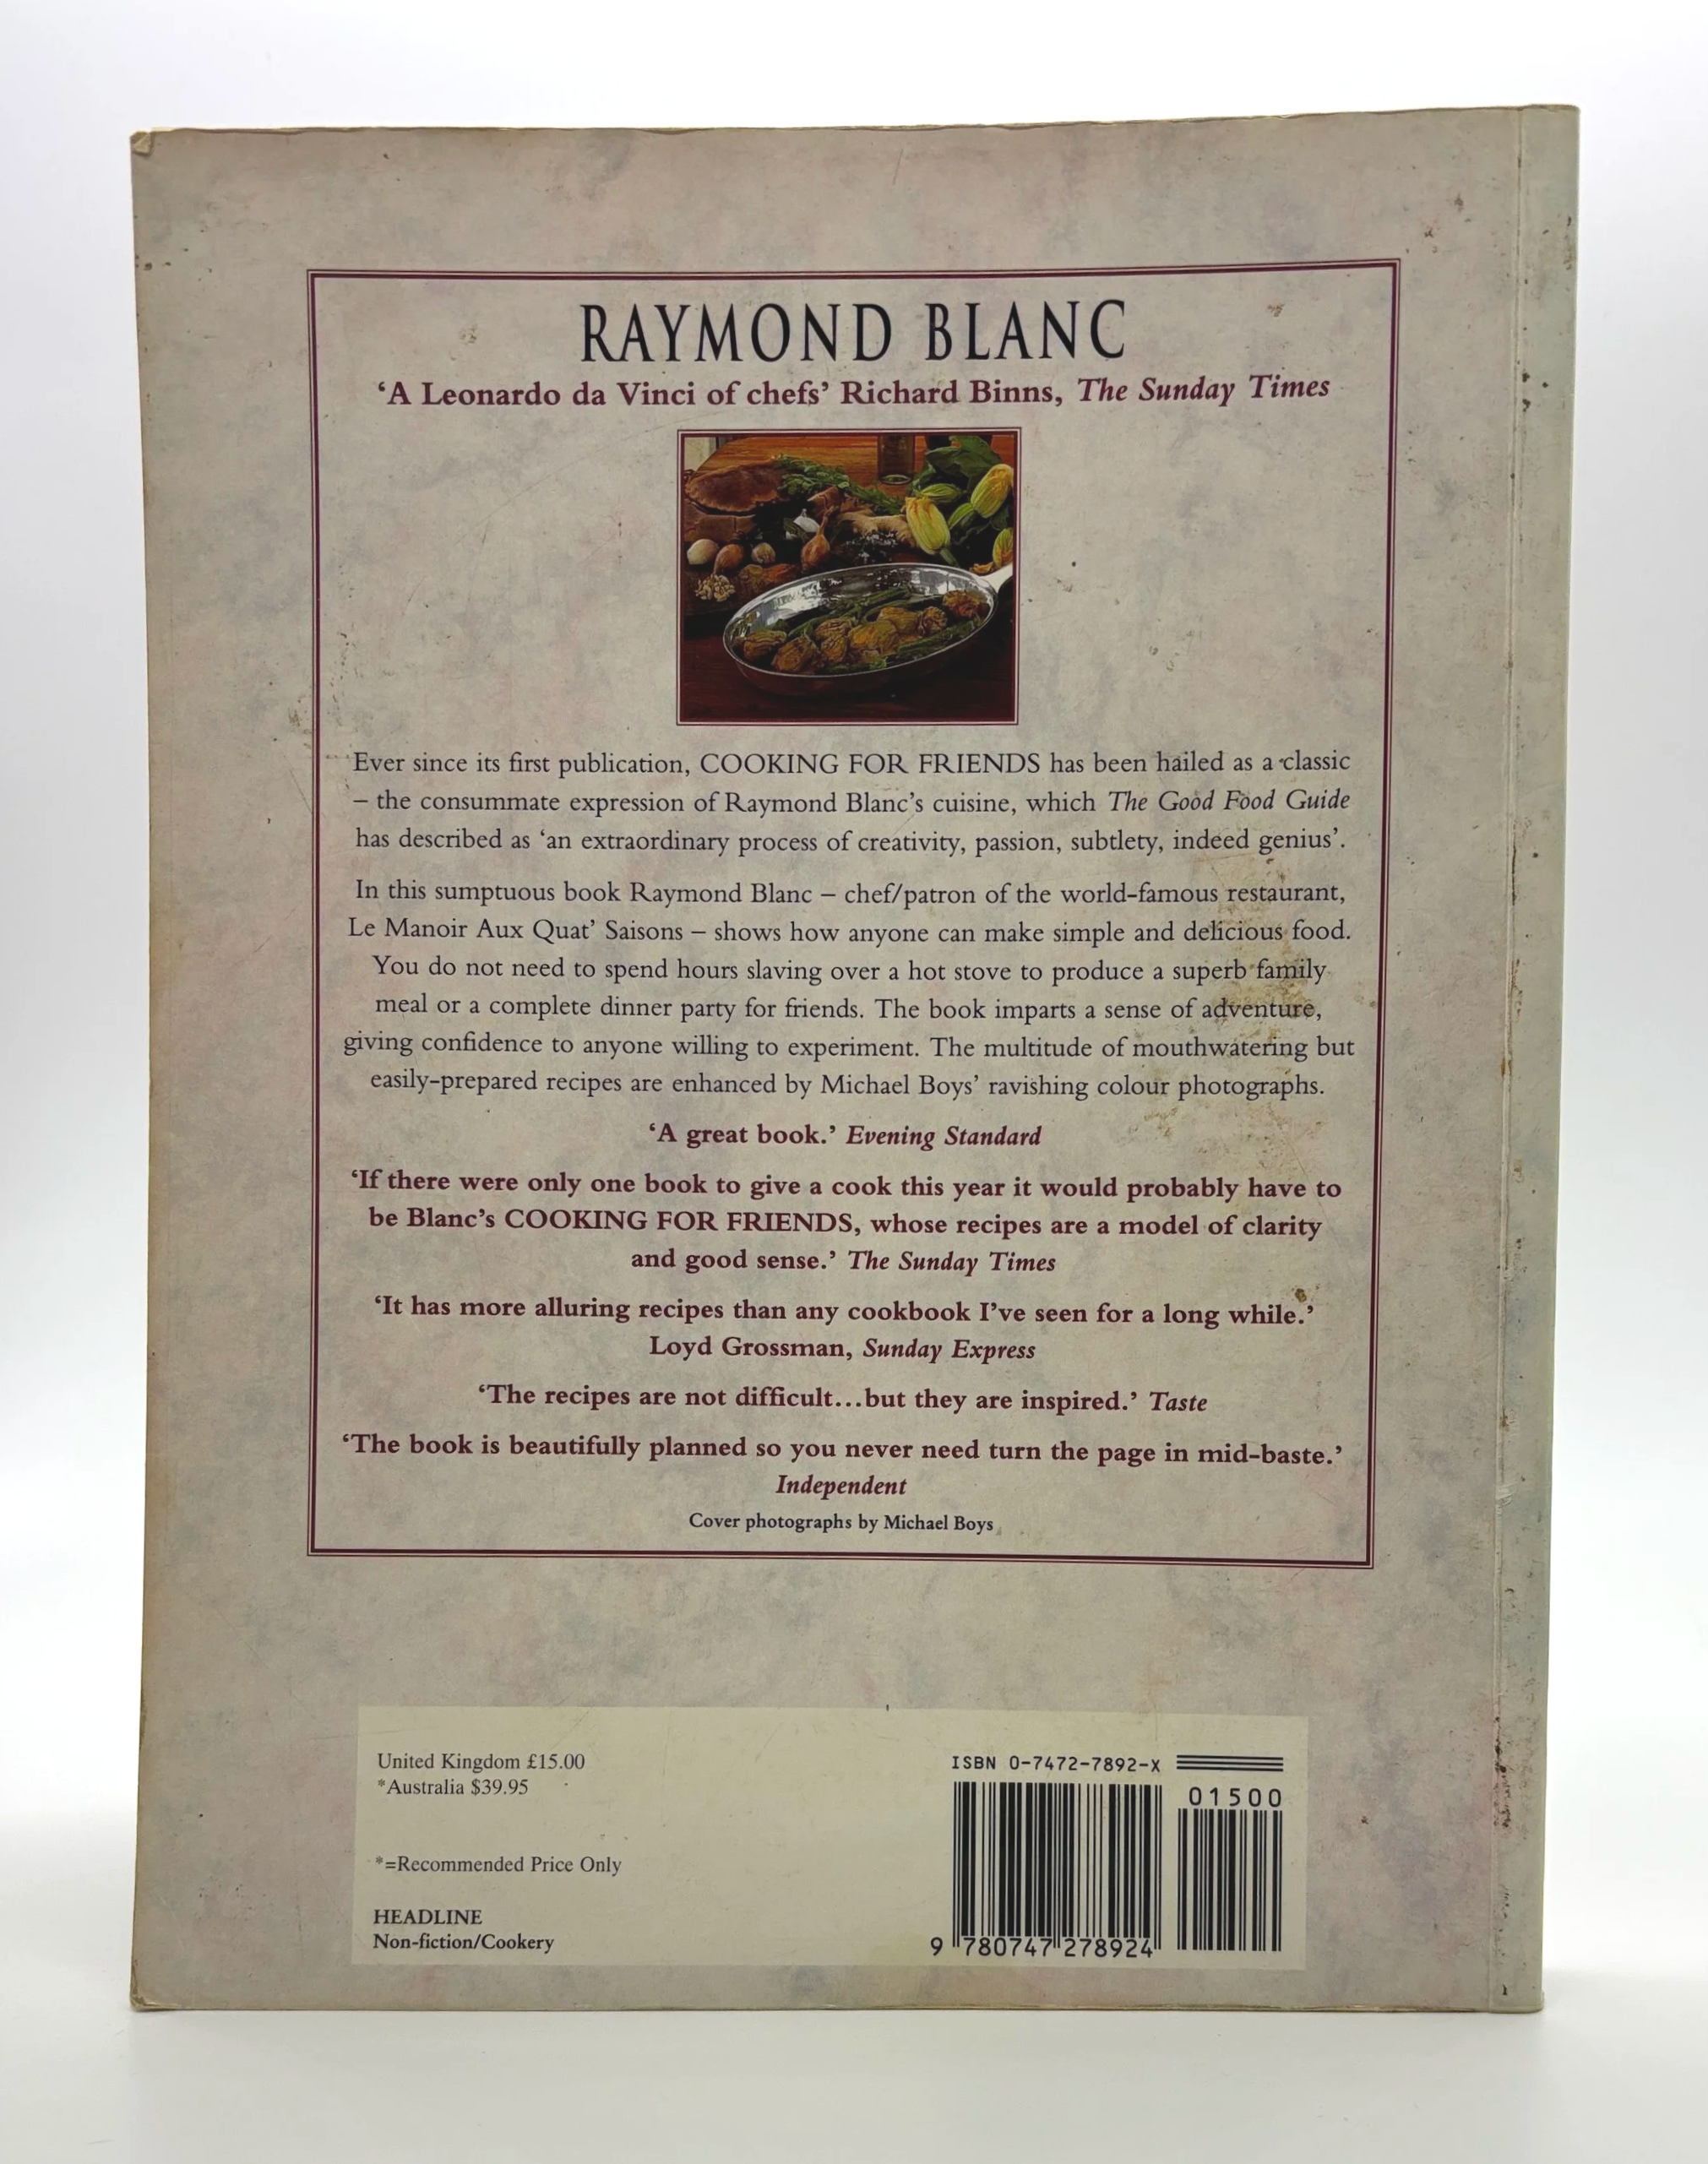 RAYMOND BLANC
‘A Leonardo da Vinci of chefs’ Richard Binns, The Sunday Times
Ever since its first publication, COOKING FOR FRIENDS has been hailed as a classic
– the consummate expression of Raymond Blanc’s cuisine, which The Good Food Guide
has described as ‘an extraordinary process of creativity, passion, subtlety, indeed genius’.
In this sumptuous book Raymond Blanc – chef/patron of the world-famous restaurant,
Le Manoir Aux Quat’ Saisons – shows how anyone can make simple and delicious food.
You do not need to spend hours slaving over a hot stove to produce a superb family
meal or a complete dinner party for friends. The book imparts a sense of adventure,
giving confidence to anyone willing to experiment. The multitude of mouthwatering but
easily-prepared recipes are enhanced by Michael Boys’ ravishing colour photographs.
‘A great book.’ Evening Standard
‘If there were only one book to give a cook this year it would probably have to
be Blanc’s COOKING FOR FRIENDS, whose recipes are a model of clarity
and good sense.’ The Sunday Times
‘It has more alluring recipes than any cookbook I’ve seen for a long while.’
Loyd Grossman, Sunday Express
‘The recipes are not difficult...but they are inspired.’ Taste
‘The book is beautifully planned so you never need turn the page in mid-baste.’
Independent
Cover photographs by Michael Boys
United Kingdom £15.00
*Australia $39.95
*=Recommended Price Only
HEADLINE
Non-fiction/Cookery
ISBN 0-7472-7892-X
01500
9 780747 278924